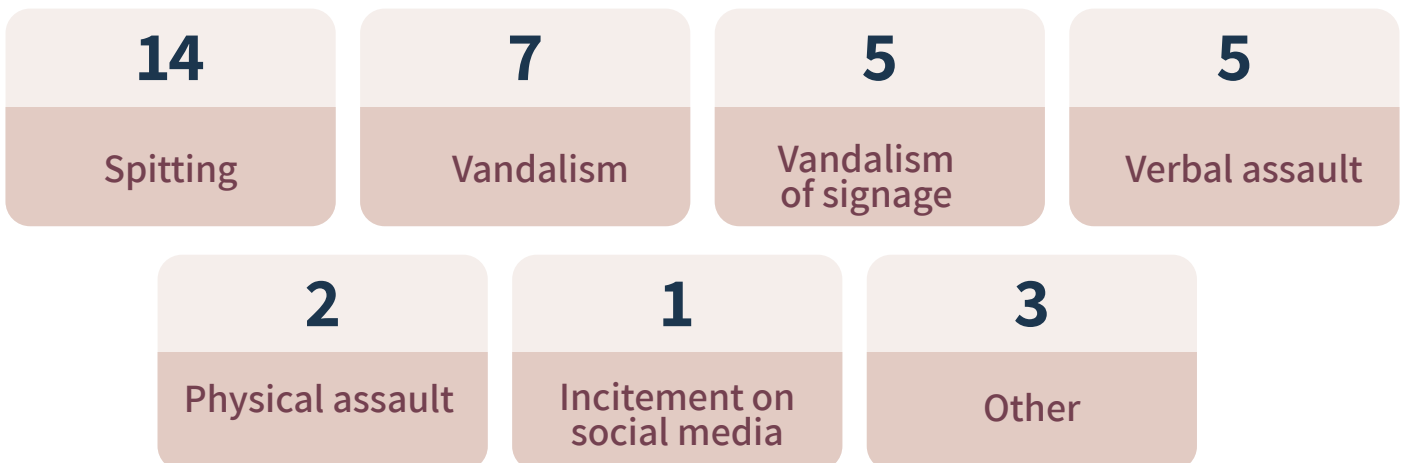 14
Spitting
7
Vandalism
5
Vandalism
of signage
5
Verbal assault
2
Physical assault
1
Incitement on
social media
3
Other